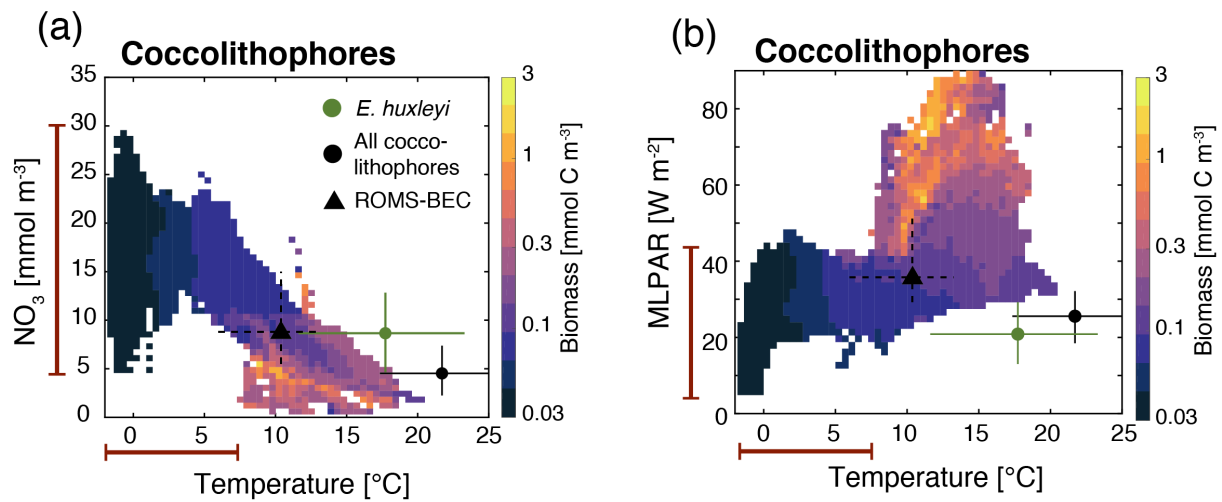 (a)
Coccolithophores
35
30
25
20
15
10
5
0
NO₃ [mmol m⁻³]
E. huxleyi
All cocco-
lithophores
ROMS-BEC
0 5 10 15 20 25
Temperature [°C]
3
1
0.3
0.1
0.03
Biomass [mmol C m⁻³]
(b)
Coccolithophores
80
60
40
20
0
MLPAR [W m⁻²]
0 5 10 15 20 25
Temperature [°C]
3
1
0.3
0.1
0.03
Biomass [mmol C m⁻³]